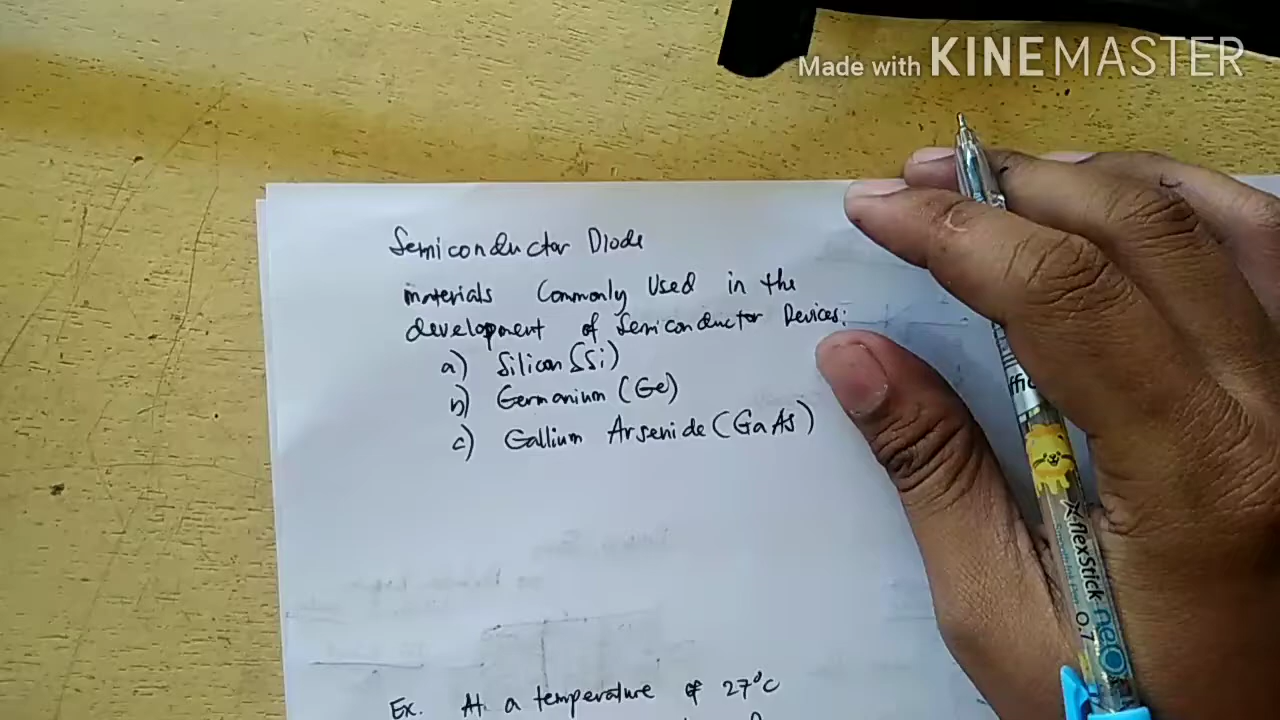 Made with KINEMASTER
Semiconductor Diode
materials Commonly Used in the
development of Semiconductor Devices:
a) Silicon (Si)
b) Germanium (Ge)
c) Gallium Arsenide (GaAs)
Ex. At a temperature of 27°C
X-flexStick neo 0.7